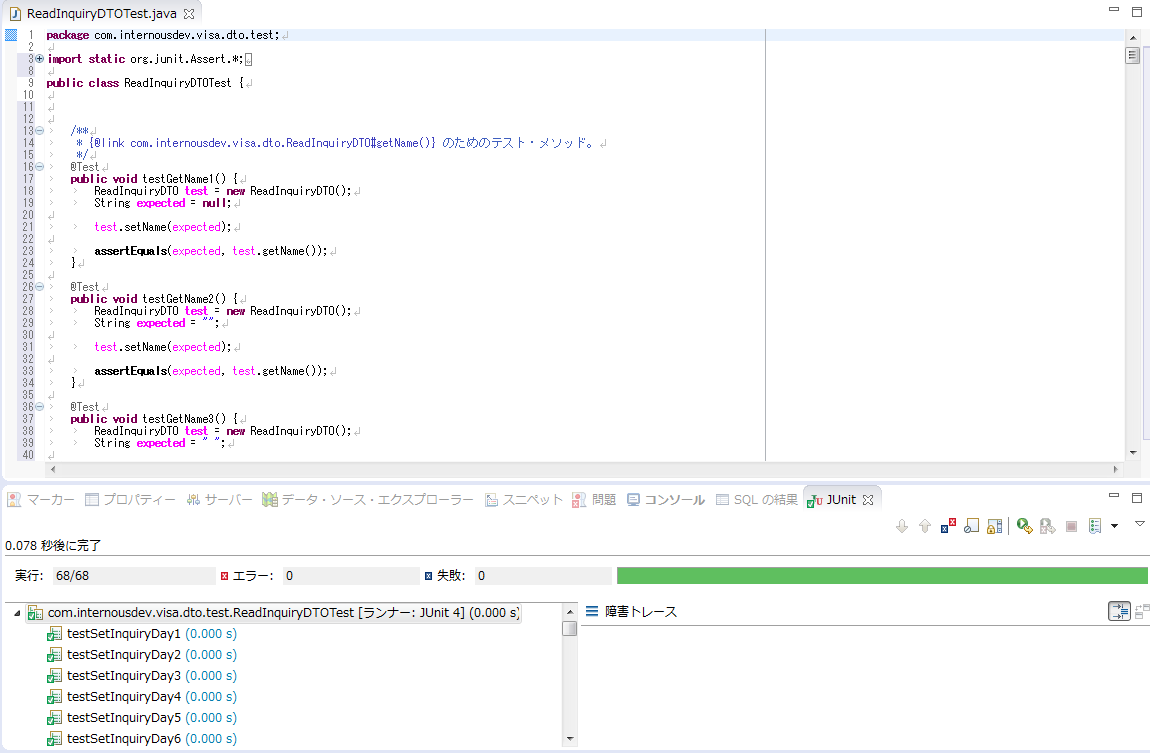 ReadInquiryDTOTest.java
1 package com.internousdev.visa.dto.test;
2
3 import static org.junit.Assert.*;
8
9 public class ReadInquiryDTOTest {
10
11
12
13 /**
14 * {@link com.internousdev.visa.dto.ReadInquiryDTO#getName()} のためのテスト・メソッド。
15 */
16 @Test
17 public void testGetName1() {
18 ReadInquiryDTO test = new ReadInquiryDTO();
19 String expected = null;
20
21 test.setName(expected);
22
23 assertEquals(expected, test.getName());
24 }
25
26 @Test
27 public void testGetName2() {
28 ReadInquiryDTO test = new ReadInquiryDTO();
29 String expected = "";
30
31 test.setName(expected);
32
33 assertEquals(expected, test.getName());
34 }
35
36 @Test
37 public void testGetName3() {
38 ReadInquiryDTO test = new ReadInquiryDTO();
39 String expected = " ";
40
マーカー プロパティー サーバー データ・ソース・エクスプローラー スニペット 問題 コンソール SQL の結果 JUnit
0.078 秒後に完了
実行: 68/68 エラー: 0 失敗: 0
com.internousdev.visa.dto.test.ReadInquiryDTOTest [ランナー: JUnit 4] (0.000 s) 障害トレース
testSetInquiryDay1 (0.000 s)
testSetInquiryDay2 (0.000 s)
testSetInquiryDay3 (0.000 s)
testSetInquiryDay4 (0.000 s)
testSetInquiryDay5 (0.000 s)
testSetInquiryDay6 (0.000 s)